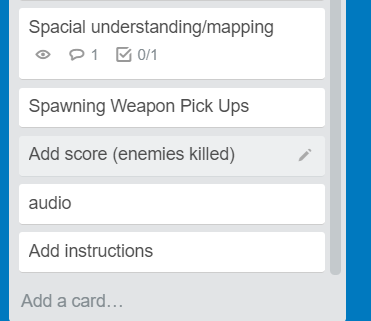 Spacial understanding/mapping
1 0/1
Spawning Weapon Pick Ups
Add score (enemies killed)
audio
Add instructions
Add a card…